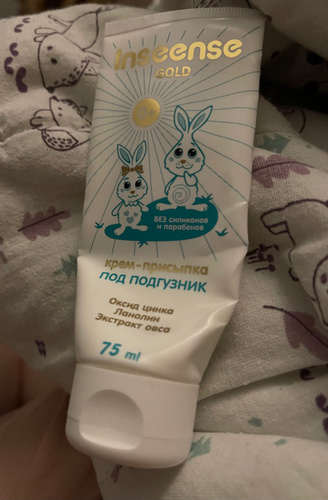 inseense
GOLD
БЕЗ силиконов
и парабенов
крем-присыпка
ПОД ПОДГУЗНИК
Оксид цинка
Ланолин
Экстракт овса
75 ml